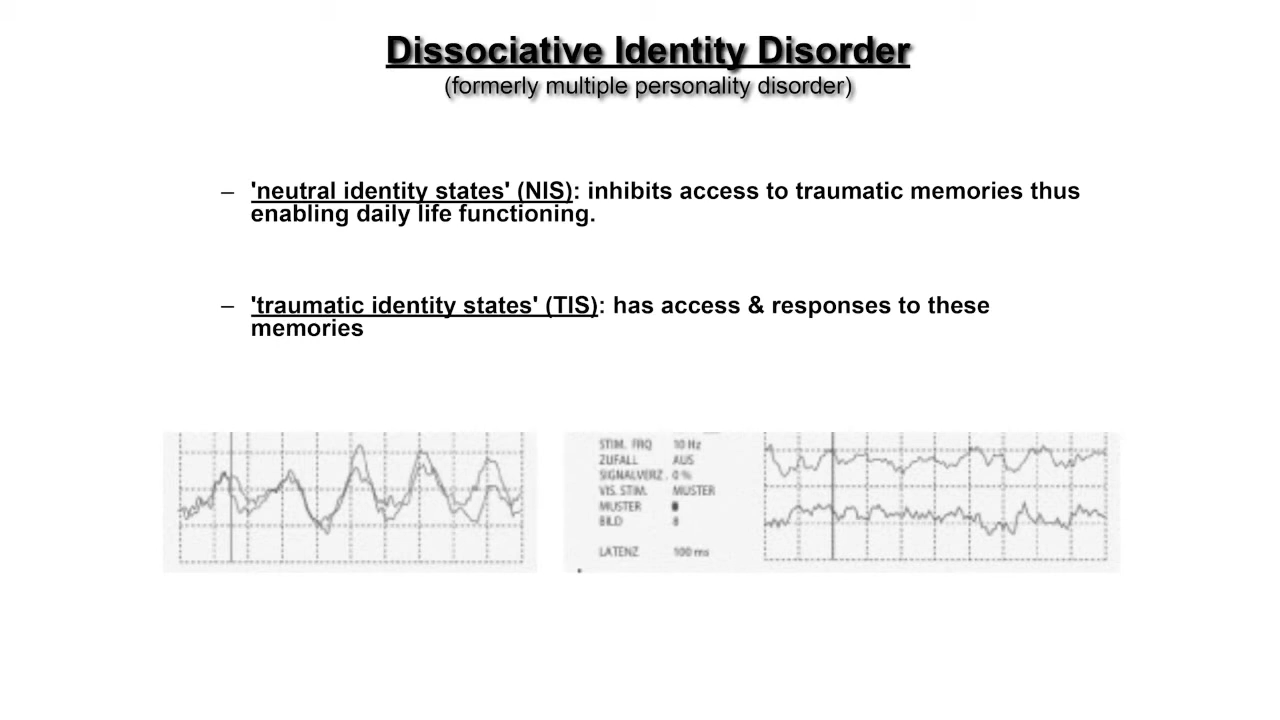 Dissociative Identity Disorder
(formerly multiple personality disorder)
– 'neutral identity states' (NIS): inhibits access to traumatic memories thus
enabling daily life functioning.
– 'traumatic identity states' (TIS): has access & responses to these
memories
STIM. FRQ 10 Hz
ZUFALL AUS
SIGNALVERZ. 0 %
VIS. STIM. MUSTER
MUSTER
BILD 8
LATENZ 100 ms